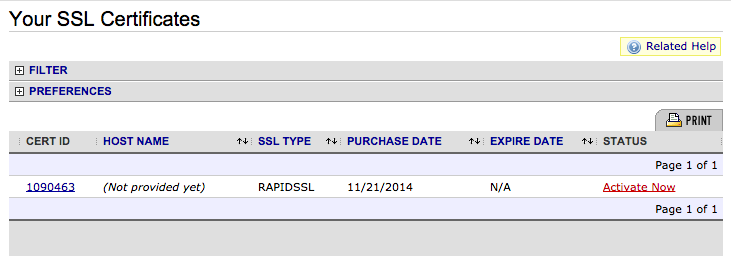 Your SSL Certificates
Related Help
FILTER
PREFERENCES
PRINT
CERT ID HOST NAME SSL TYPE PURCHASE DATE EXPIRE DATE STATUS
Page 1 of 1
1090463 (Not provided yet) RAPIDSSL 11/21/2014 N/A Activate Now
Page 1 of 1